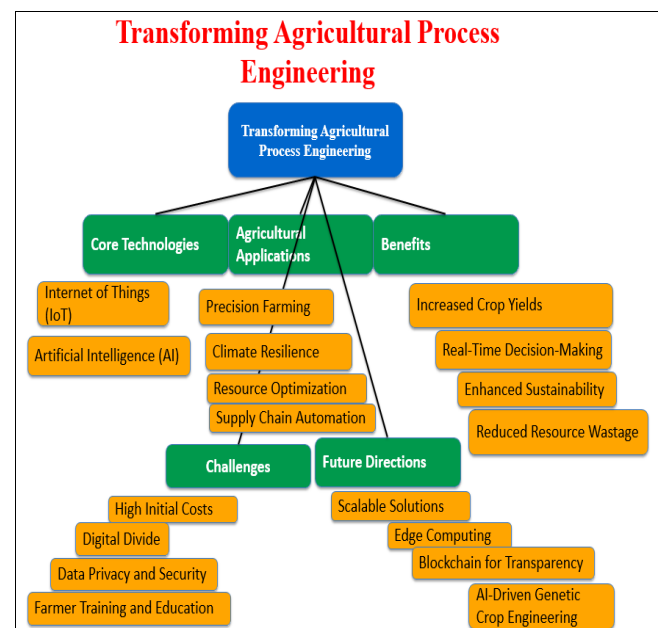 Transforming Agricultural Process
Engineering
Transforming Agricultural
Process Engineering
Core Technologies
Agricultural
Applications
Benefits
Internet of Things
(IoT)
Artificial Intelligence (AI)
Precision Farming
Climate Resilience
Resource Optimization
Supply Chain Automation
Increased Crop Yields
Real-Time Decision-Making
Enhanced Sustainability
Reduced Resource Wastage
Challenges
Future Directions
High Initial Costs
Digital Divide
Data Privacy and Security
Farmer Training and Education
Scalable Solutions
Edge Computing
Blockchain for Transparency
AI-Driven Genetic
Crop Engineering